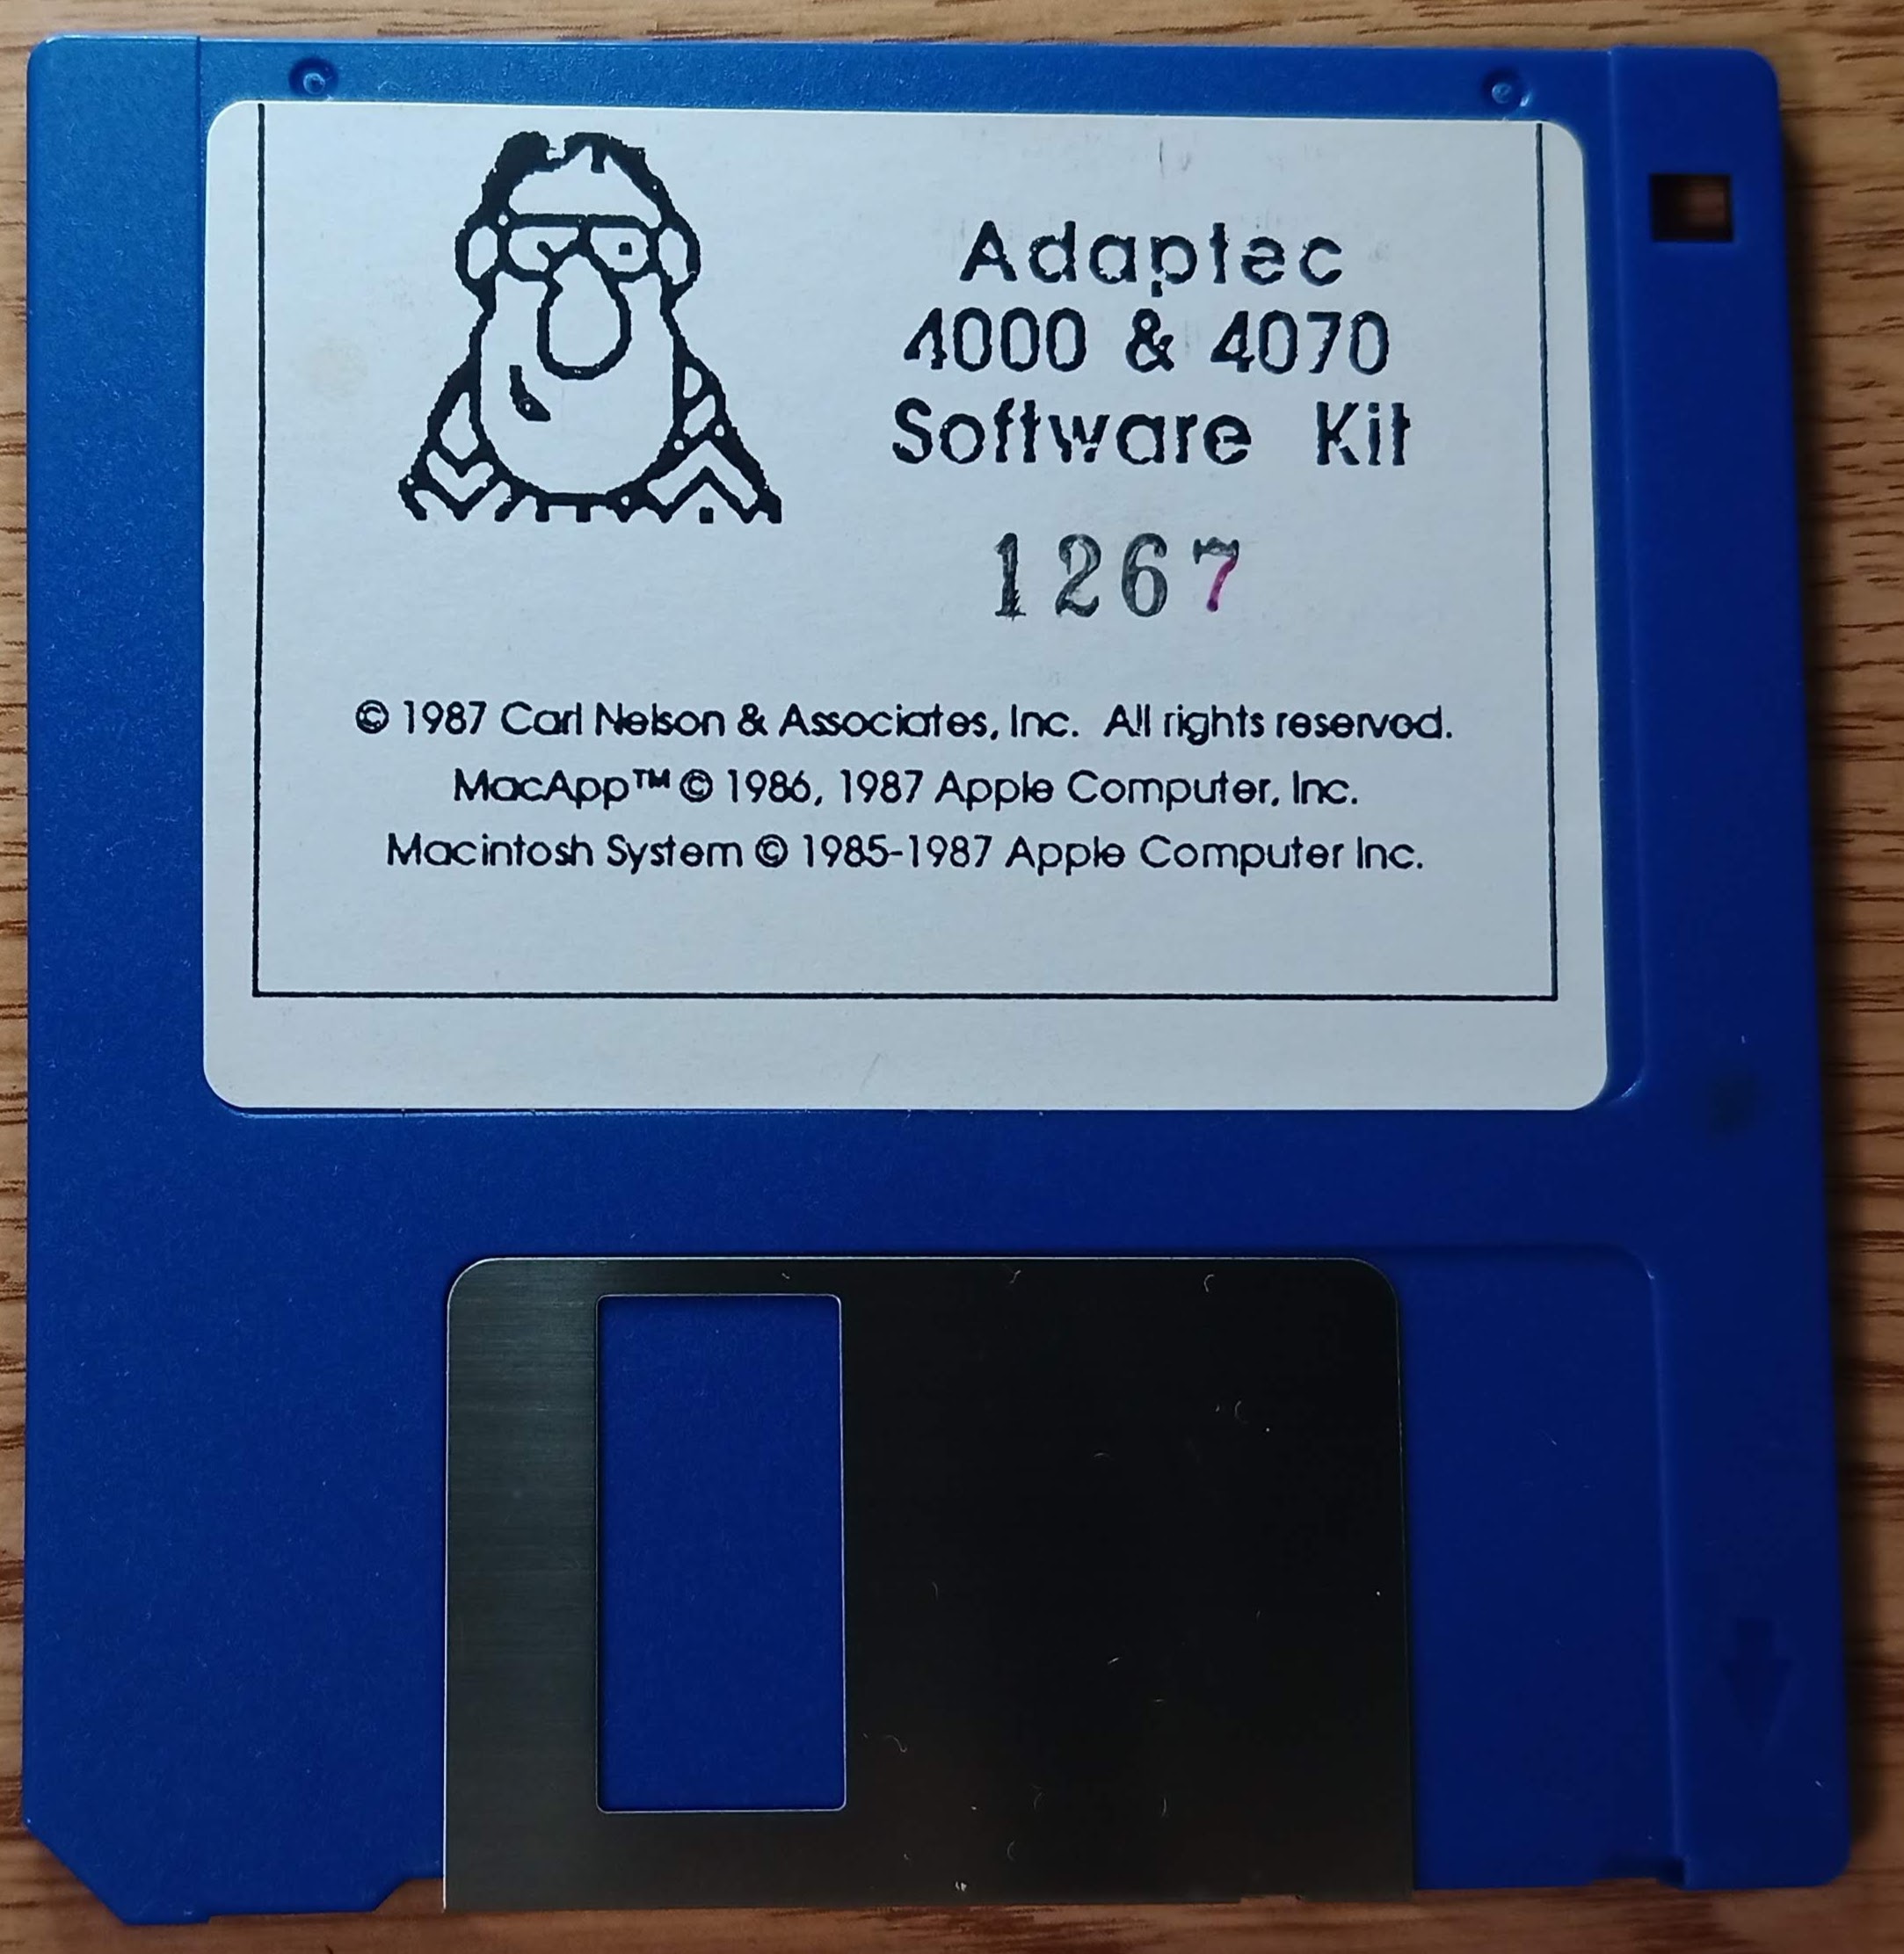 Adaptec
4000 & 4070
Software Kit
1267
© 1987 Carl Nelson & Associates, Inc. All rights reserved.
MacApp™ © 1986, 1987 Apple Computer, Inc.
Macintosh System © 1985-1987 Apple Computer Inc.